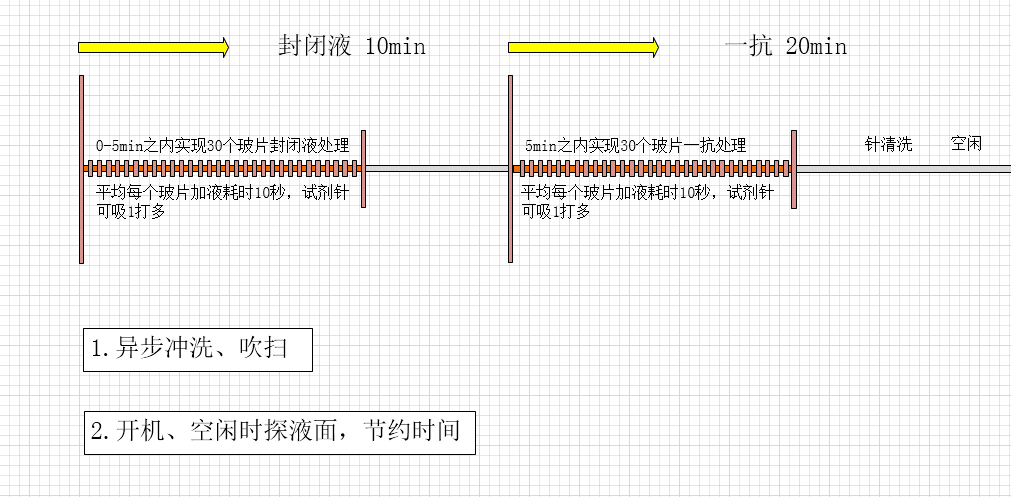 封闭液 10min
一抗 20min
0-5min之内实现30个玻片封闭液处理
5min之内实现30个玻片一抗处理
针清洗
空闲
平均每个玻片加液耗时10秒，试剂针
可吸1打多
平均每个玻片加液耗时10秒，试剂针
可吸1打多
1.异步冲洗、吹扫
2.开机、空闲时探液面，节约时间